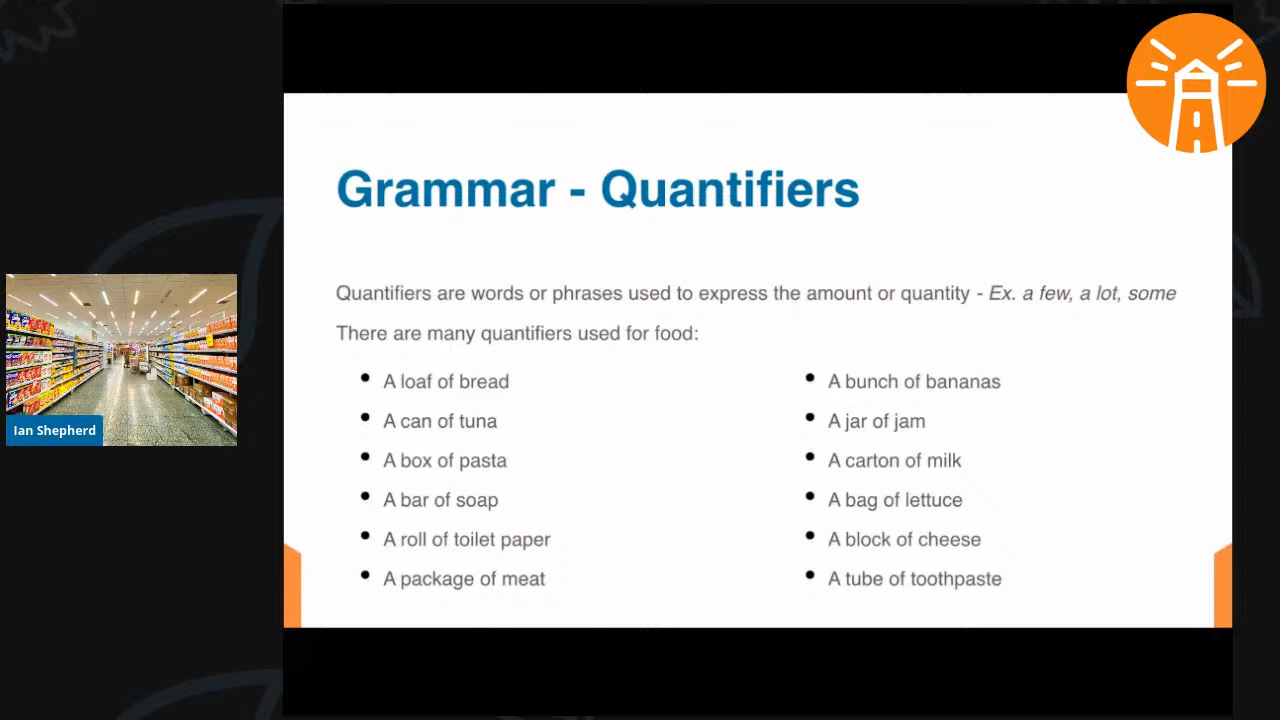 Grammar - Quantifiers
Quantifiers are words or phrases used to express the amount or quantity - Ex. a few, a lot, some
There are many quantifiers used for food:
• A loaf of bread
• A can of tuna
• A box of pasta
• A bar of soap
• A roll of toilet paper
• A package of meat
• A bunch of bananas
• A jar of jam
• A carton of milk
• A bag of lettuce
• A block of cheese
• A tube of toothpaste
Ian Shepherd